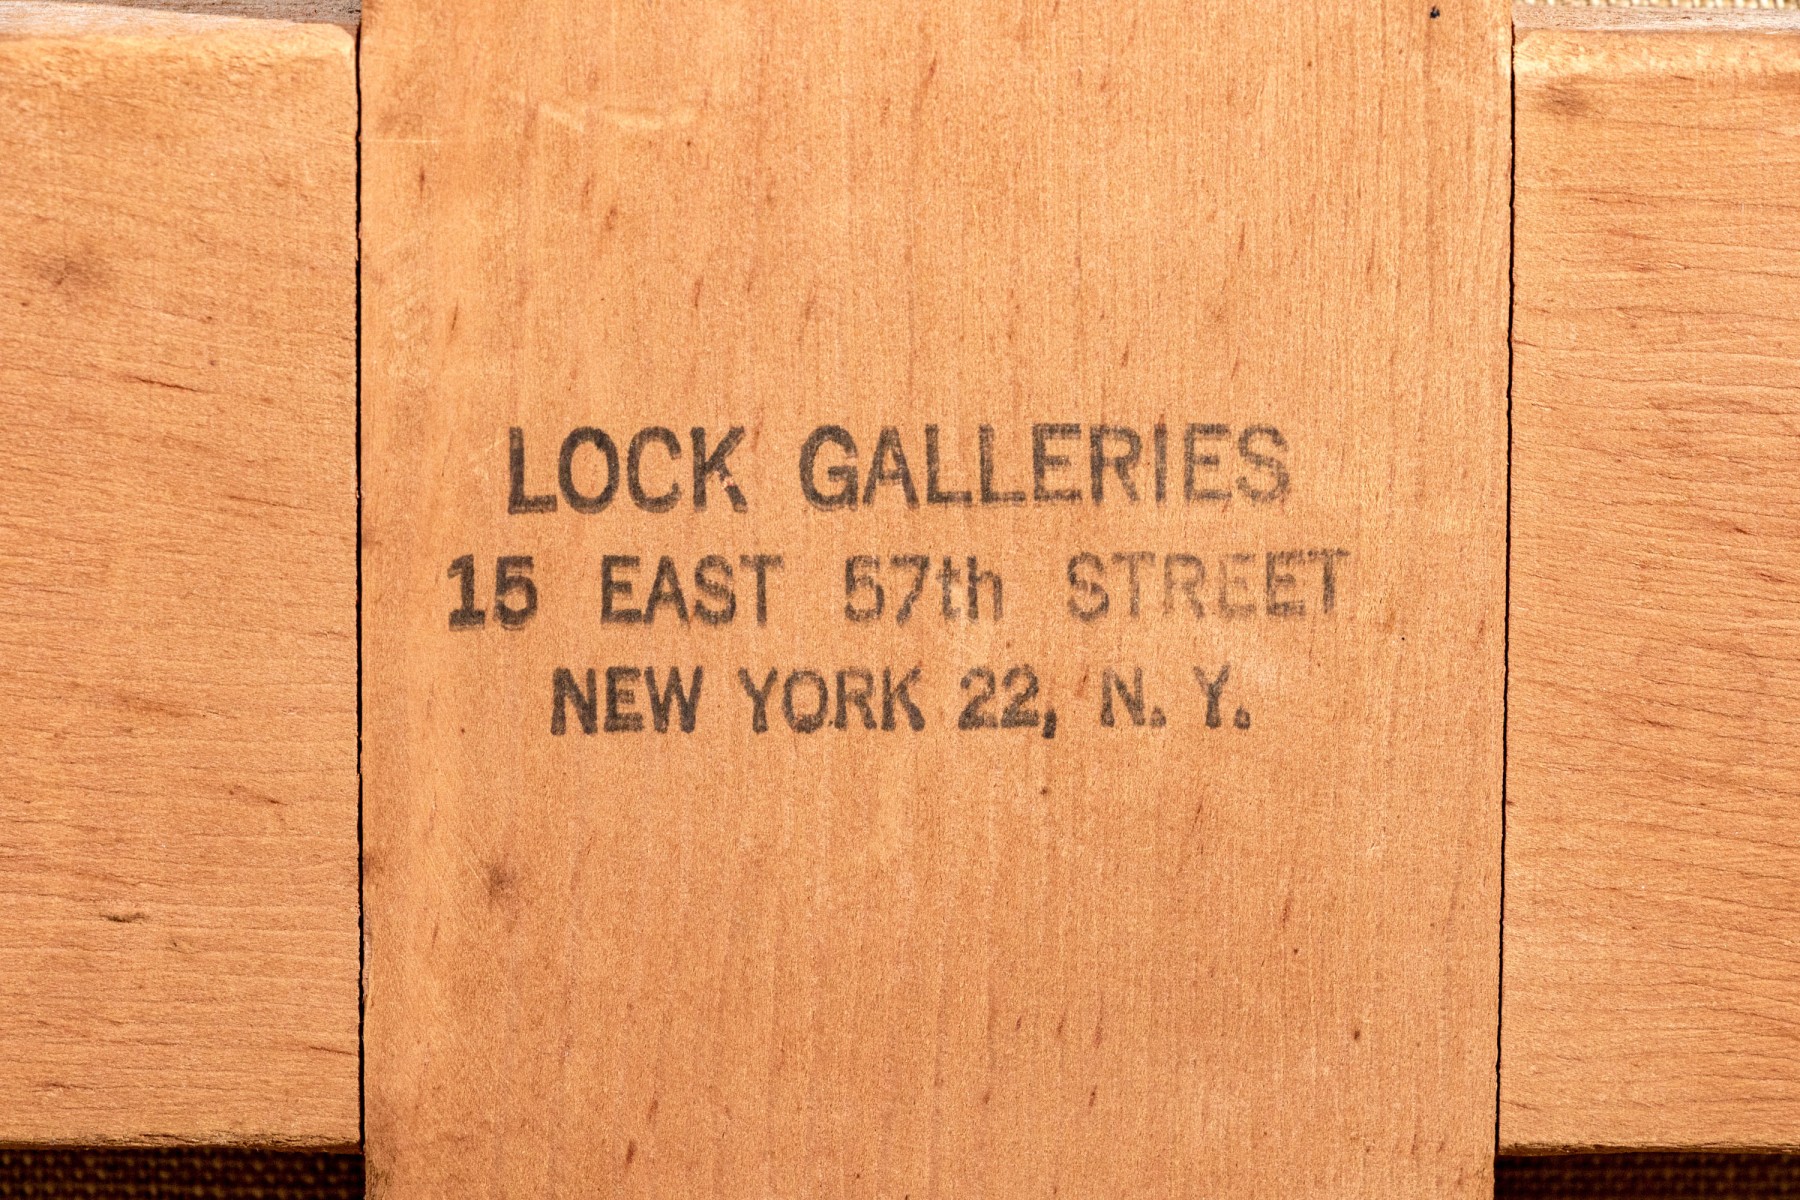 LOCK GALLERIES
15 EAST 57th STREET
NEW YORK 22, N. Y.